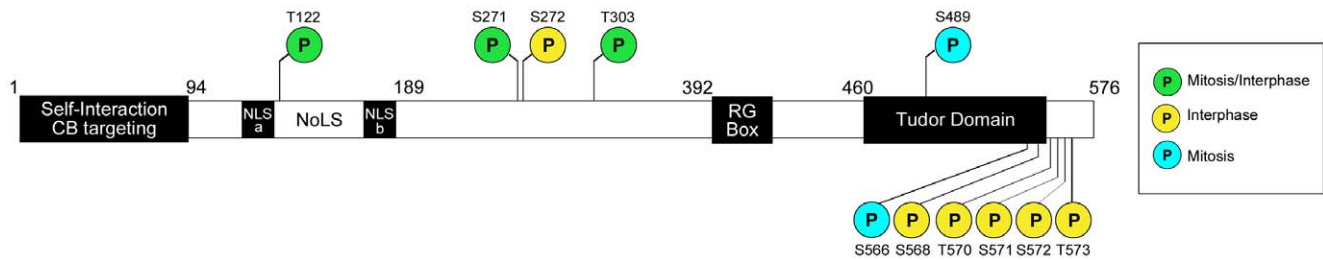 T122
S271
S272
T303
S489
P
P
P
P
P
1
94
189
392
460
576
Self-Interaction
CB targeting
NLS
a
NoLS
NLS
b
RG
Box
Tudor Domain
P
P
P
P
P
P
S566
S568
T570
S571
S572
T573
P Mitosis/Interphase
P Interphase
P Mitosis